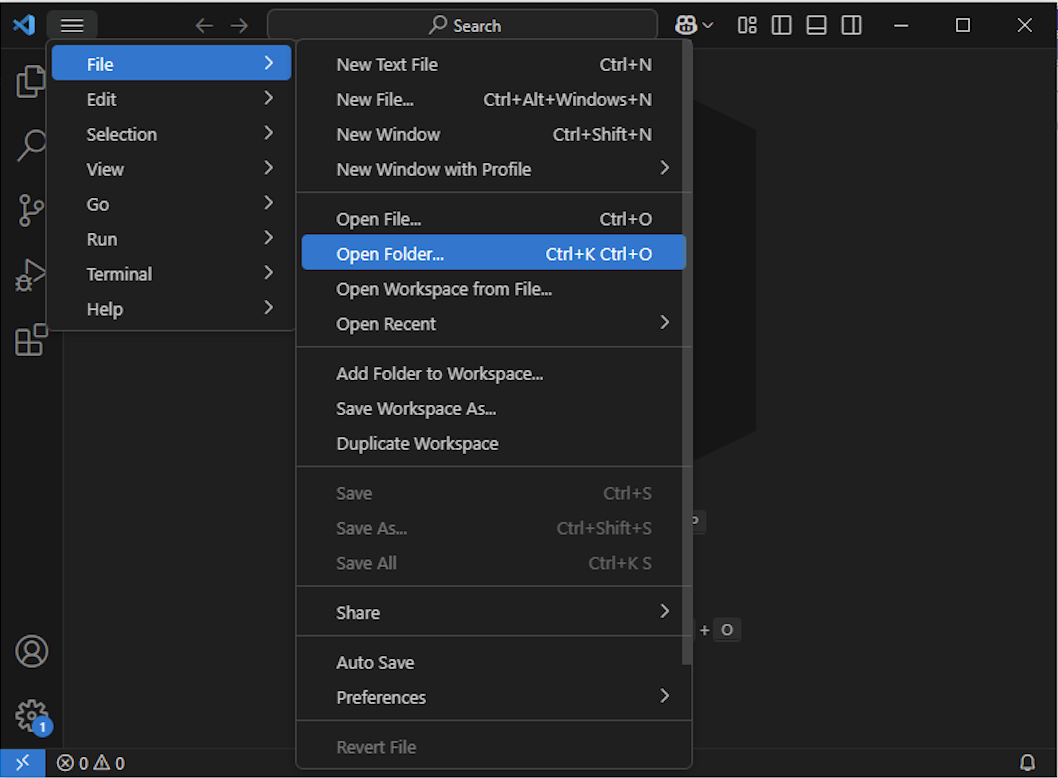 Search
File
Edit
Selection
View
Go
Run
Terminal
Help
New Text File Ctrl+N
New File... Ctrl+Alt+Windows+N
New Window Ctrl+Shift+N
New Window with Profile
Open File... Ctrl+O
Open Folder... Ctrl+K Ctrl+O
Open Workspace from File...
Open Recent
Add Folder to Workspace...
Save Workspace As...
Duplicate Workspace
Save Ctrl+S
Save As... Ctrl+Shift+S
Save All Ctrl+K S
Share
Auto Save
Preferences
Revert File
+ O
1
0 0